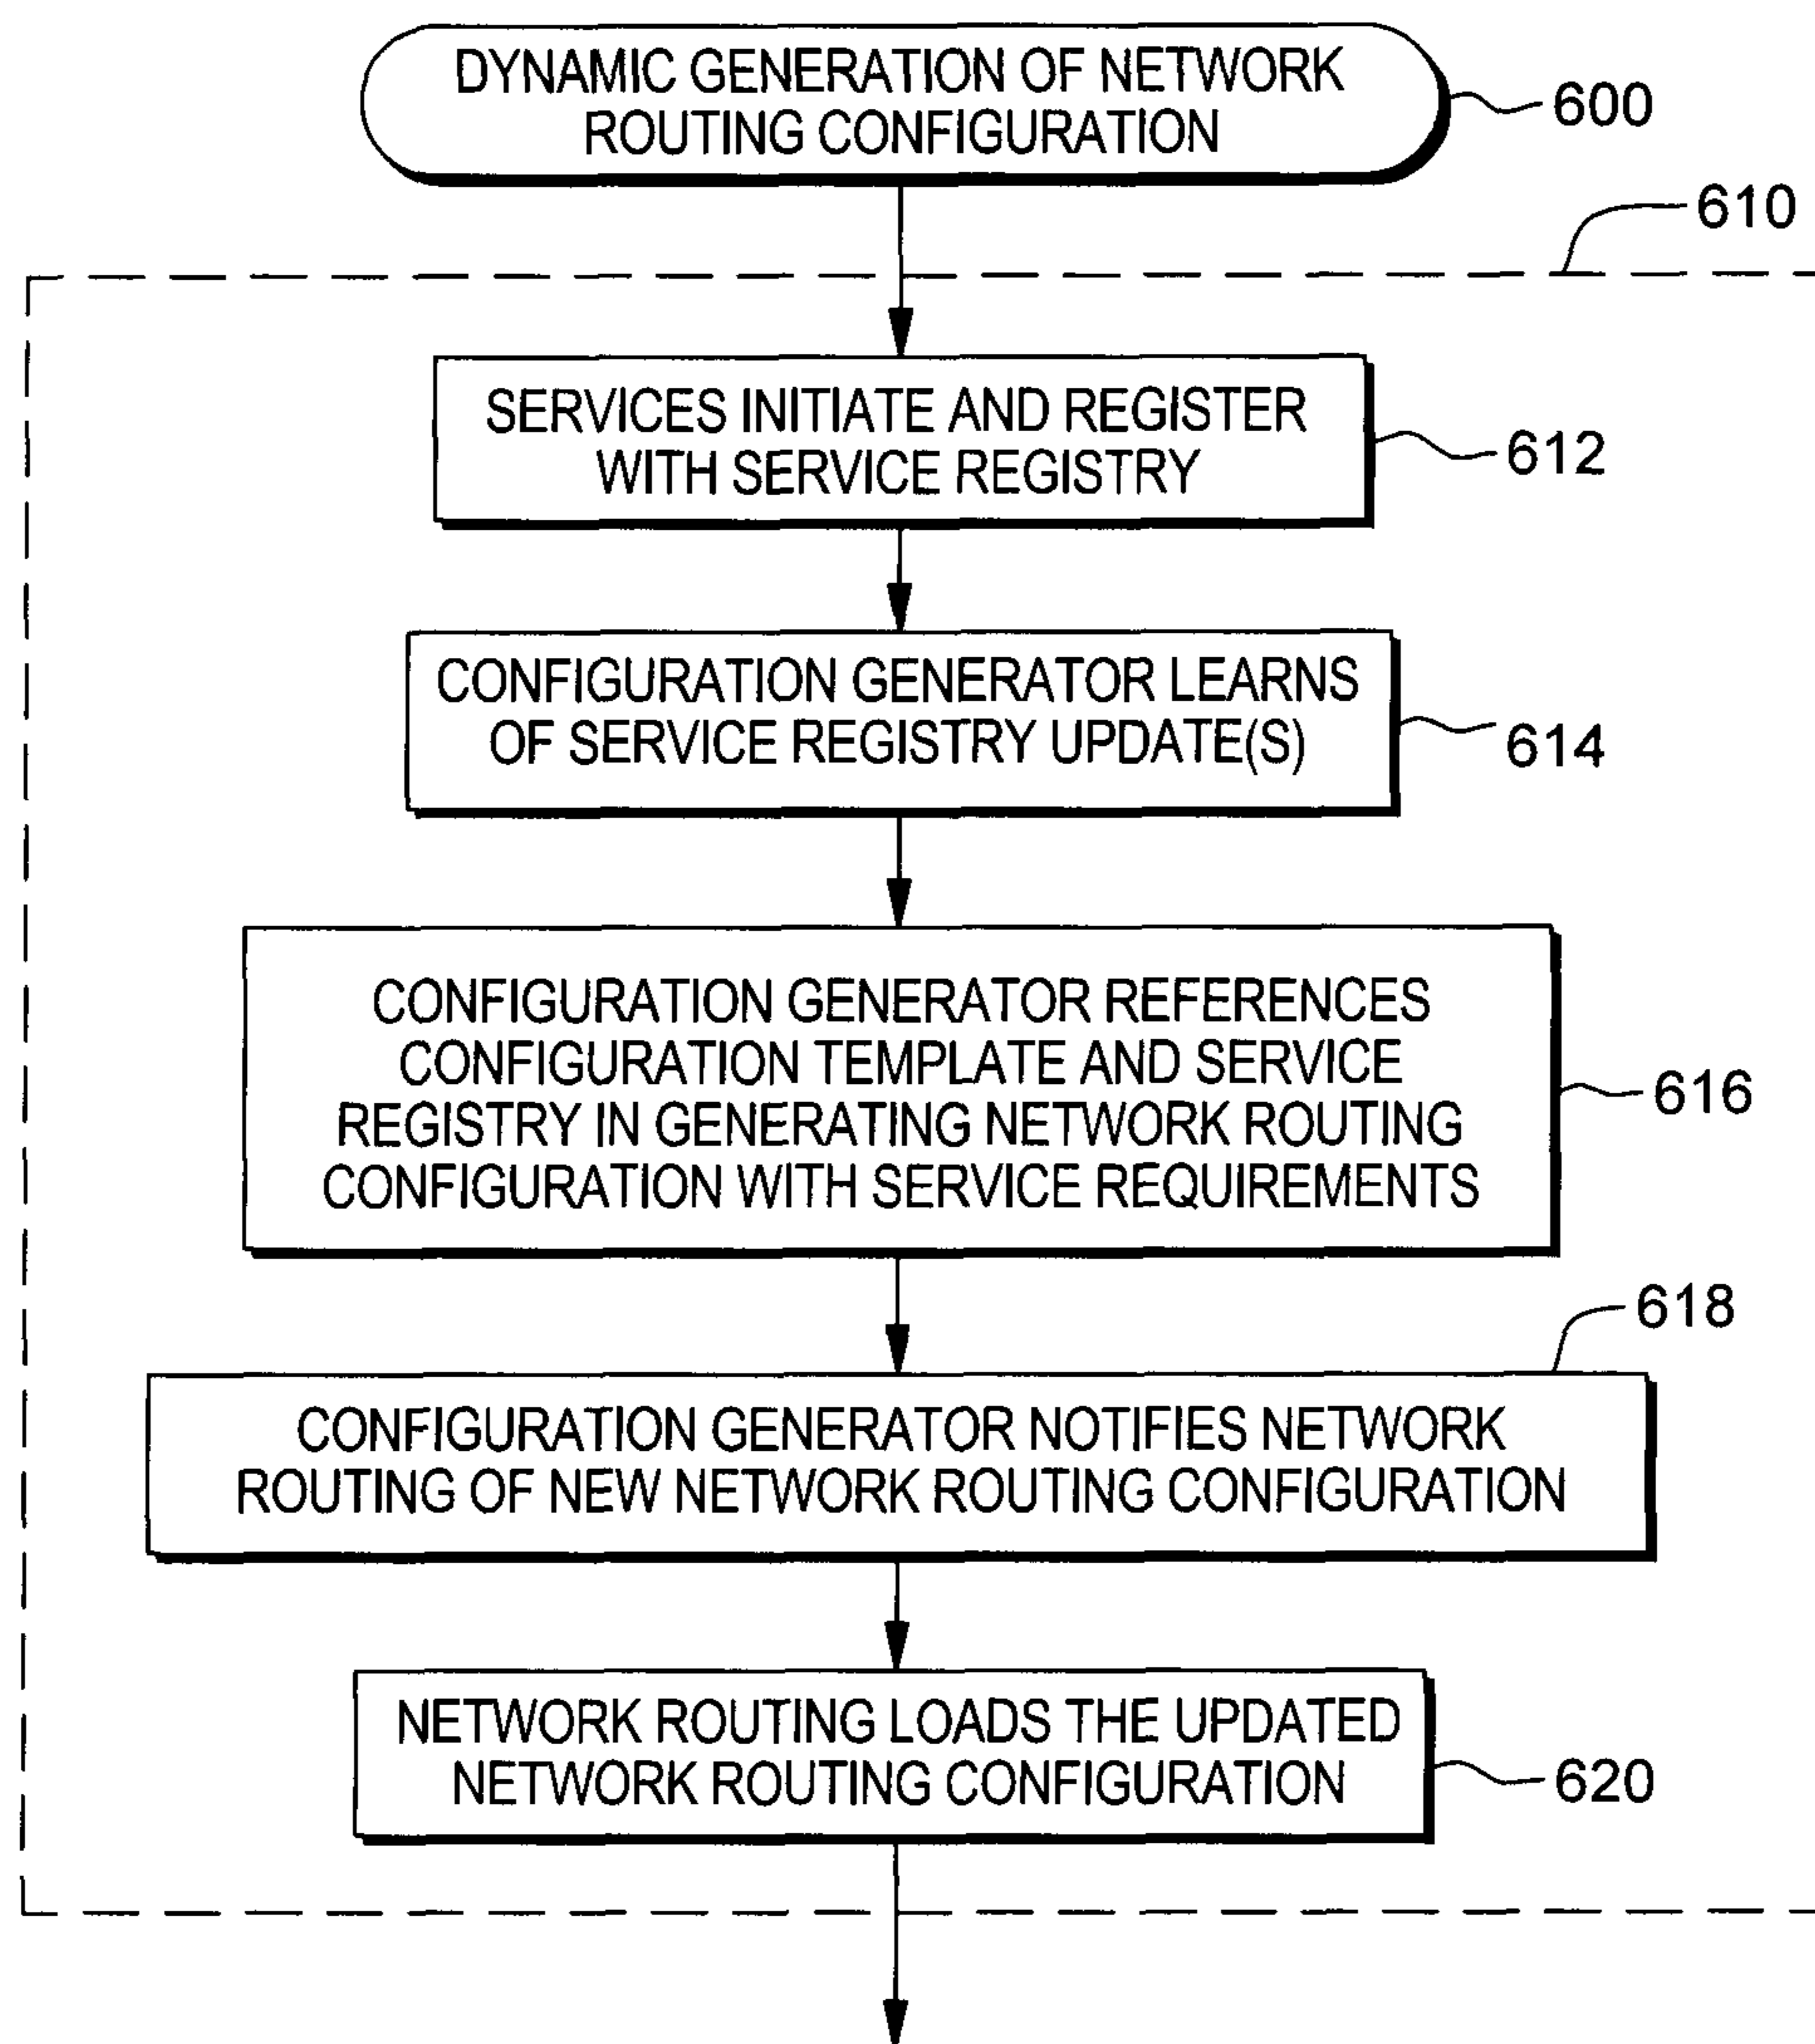 DYNAMIC GENERATION OF NETWORK
ROUTING CONFIGURATION
600
610
SERVICES INITIATE AND REGISTER
WITH SERVICE REGISTRY
612
CONFIGURATION GENERATOR LEARNS
OF SERVICE REGISTRY UPDATE(S)
614
CONFIGURATION GENERATOR REFERENCES
CONFIGURATION TEMPLATE AND SERVICE
REGISTRY IN GENERATING NETWORK ROUTING
CONFIGURATION WITH SERVICE REQUIREMENTS
616
618
CONFIGURATION GENERATOR NOTIFIES NETWORK
ROUTING OF NEW NETWORK ROUTING CONFIGURATION
NETWORK ROUTING LOADS THE UPDATED
NETWORK ROUTING CONFIGURATION
620